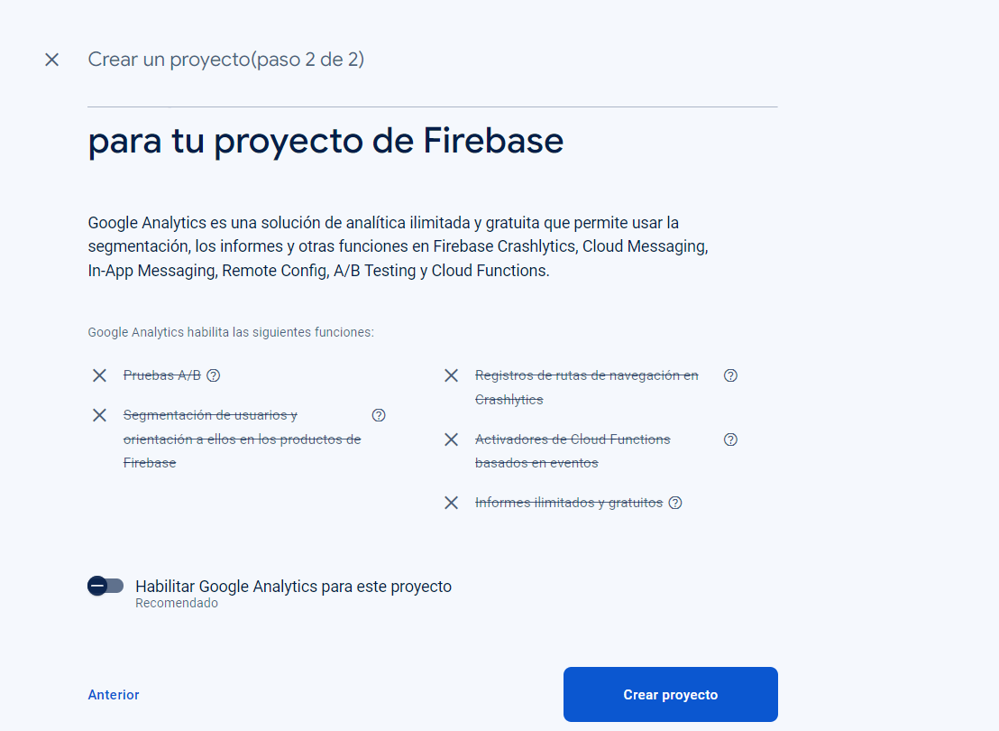 Crear un proyecto(paso 2 de 2)
para tu proyecto de Firebase
Google Analytics es una solución de analítica ilimitada y gratuita que permite usar la
segmentación, los informes y otras funciones en Firebase Crashlytics, Cloud Messaging,
In-App Messaging, Remote Config, A/B Testing y Cloud Functions.
Google Analytics habilita las siguientes funciones:
Pruebas A/B
Segmentación de usuarios y
orientación a ellos en los productos de
Firebase
Registros de rutas de navegación en
Crashlytics
Activadores de Cloud Functions
basados en eventos
Informes ilimitados y gratuitos
Habilitar Google Analytics para este proyecto
Recomendado
Anterior
Crear proyecto